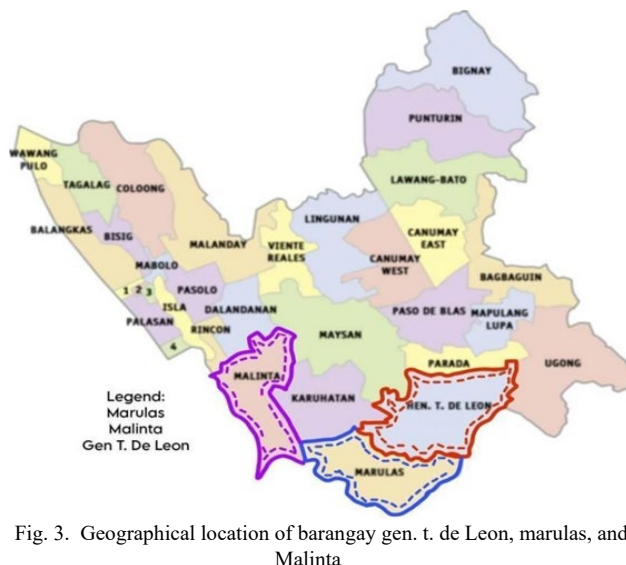 BIGNAY
PUNTURIN
WAWANG
PULO
TAGALAG
COLOONG
LAWANG-BATO
BALANGKAS
BISIG
LINGUNAN
CANUMAY
EAST
MALANDAY
VIENTE
REALES
CANUMAY
WEST
MABOLO
BAGBAGUIN
1 2 3
PASOLO
ISLA
DALANDANAN
PASO DE BLAS
MAPULANG
LUPA
PALASAN
RINCON
MAYSAN
4
PARADA
UGONG
MALINTA
KARUHATAN
HEN. T. DE LEON
Legend:
Marulas
Malinta
Gen T. De Leon
MARULAS
Fig. 3. Geographical location of barangay gen. t. de Leon, marulas, and
Malinta